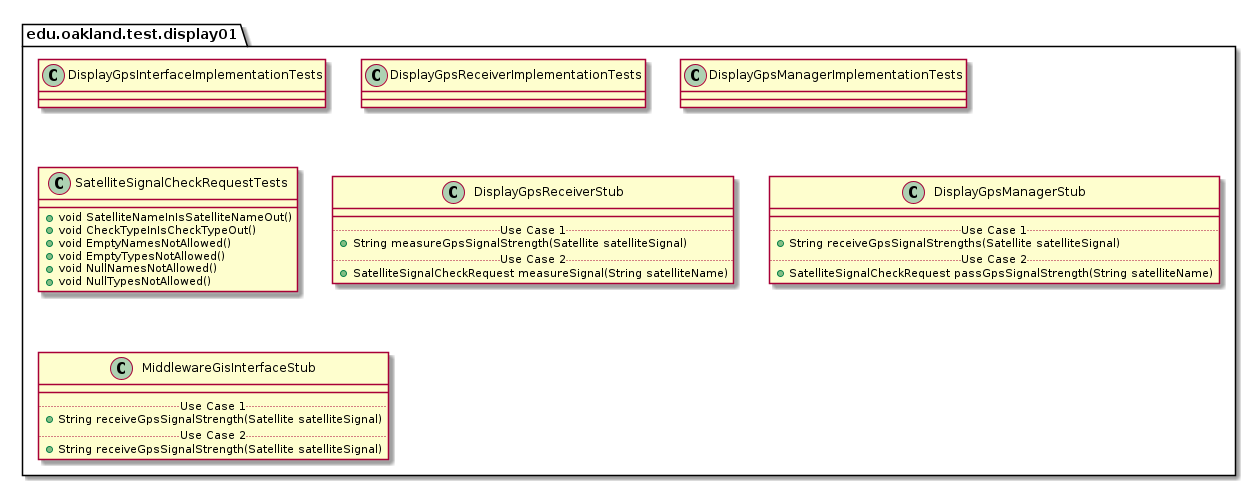 edu.oakland.test.display01
C DisplayGpsInterfaceImplementationTests
C DisplayGpsReceiverImplementationTests
C DisplayGpsManagerImplementationTests
C SatelliteSignalCheckRequestTests
void SatelliteNameInIsSatelliteNameOut()
void CheckTypeInIsCheckTypeOut()
void EmptyNamesNotAllowed()
void EmptyTypesNotAllowed()
void NullNamesNotAllowed()
void NullTypesNotAllowed()
C DisplayGpsReceiverStub
Use Case 1
String measureGpsSignalStrength(Satellite satelliteSignal)
Use Case 2
SatelliteSignalCheckRequest measureSignal(String satelliteName)
C DisplayGpsManagerStub
Use Case 1
String receiveGpsSignalStrengths(Satellite satelliteSignal)
Use Case 2
SatelliteSignalCheckRequest passGpsSignalStrength(String satelliteName)
C MiddlewareGisInterfaceStub
Use Case 1
String receiveGpsSignalStrength(Satellite satelliteSignal)
Use Case 2
String receiveGpsSignalStrength(Satellite satelliteSignal)